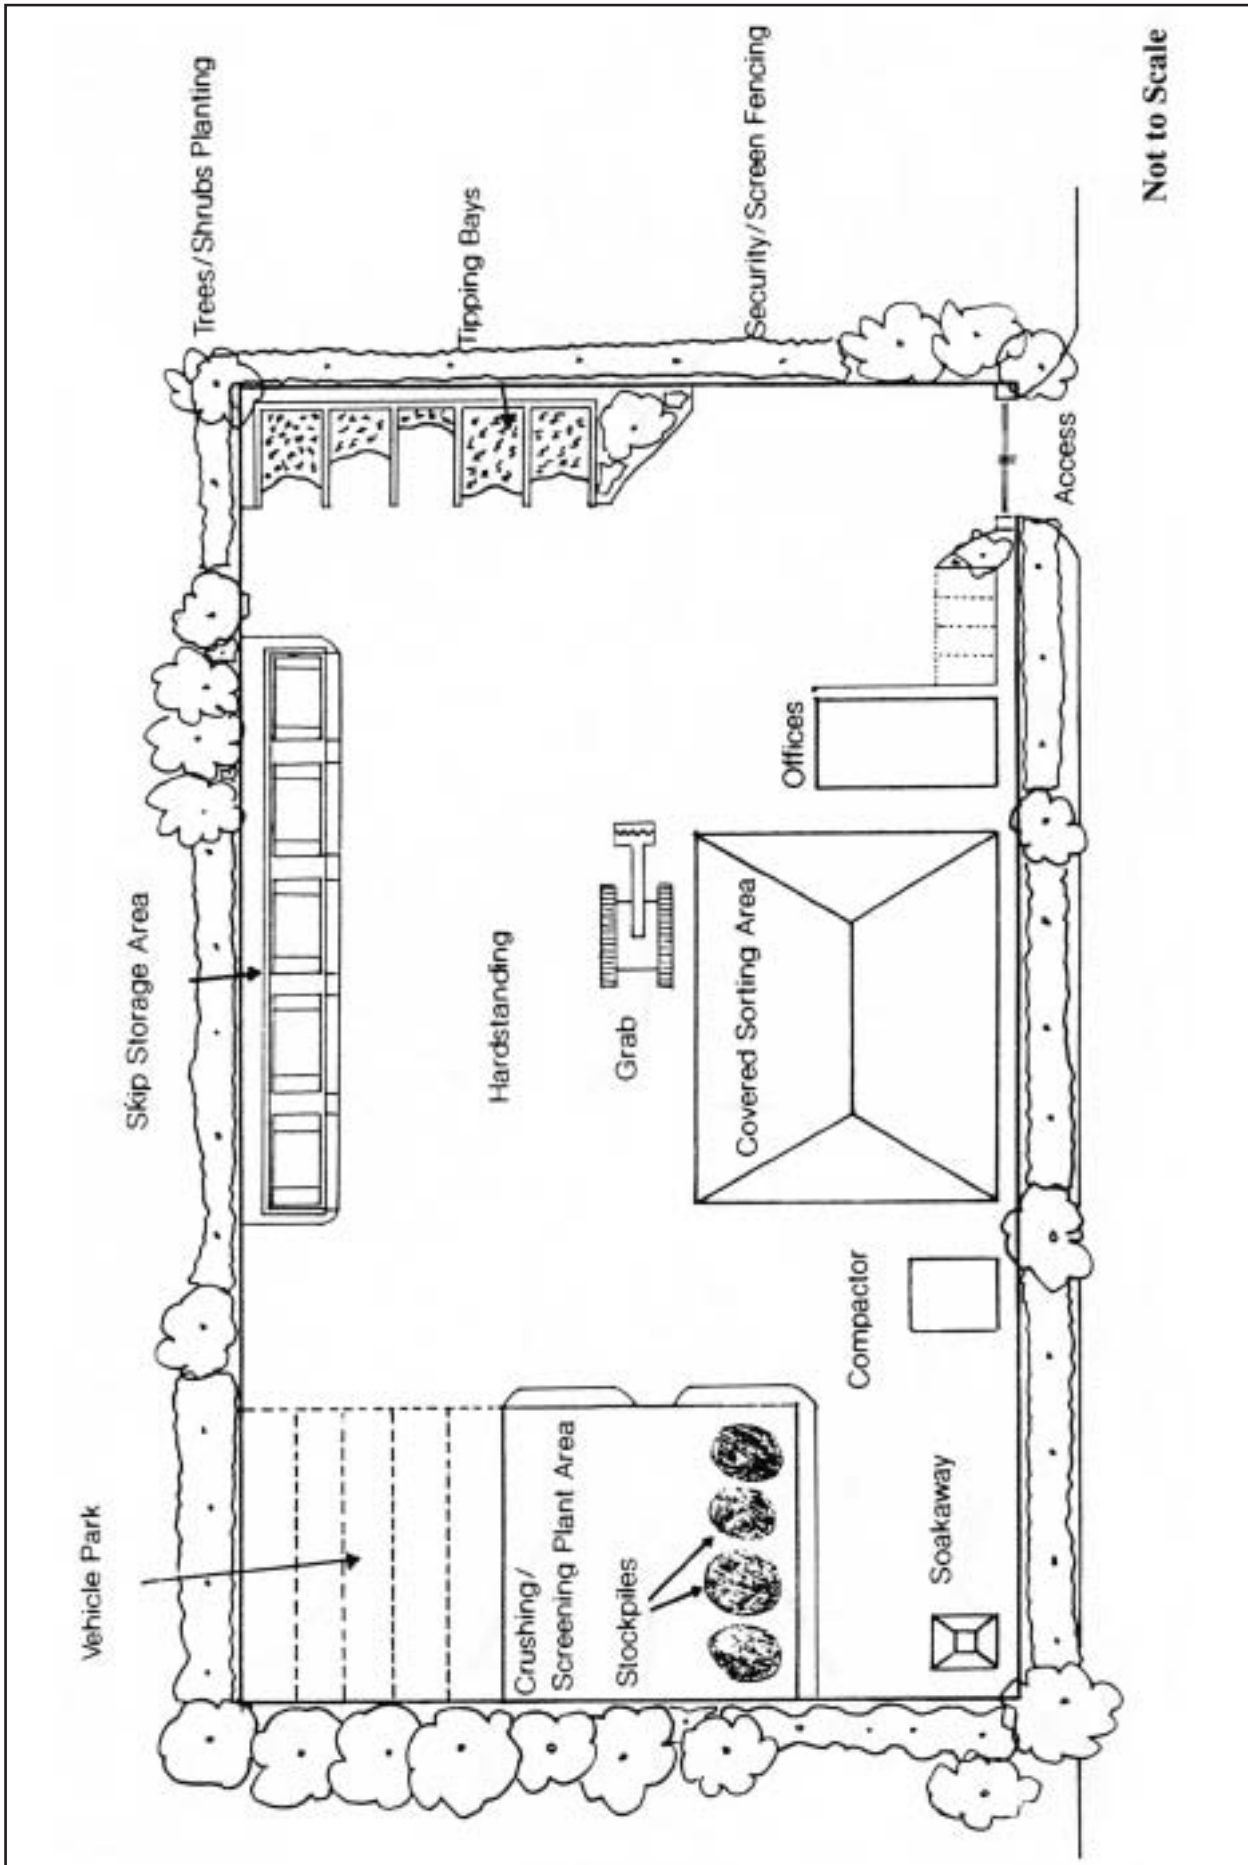 Vehicle Park
Skip Storage Area
Trees/Shrubs Planting
Tipping Bays
Hardstanding
Crushing/
Screening Plant Area
Stockpiles
Grab
Covered Sorting Area
Offices
Security/Screen Fencing
Compactor
Soakaway
Access
Not to Scale